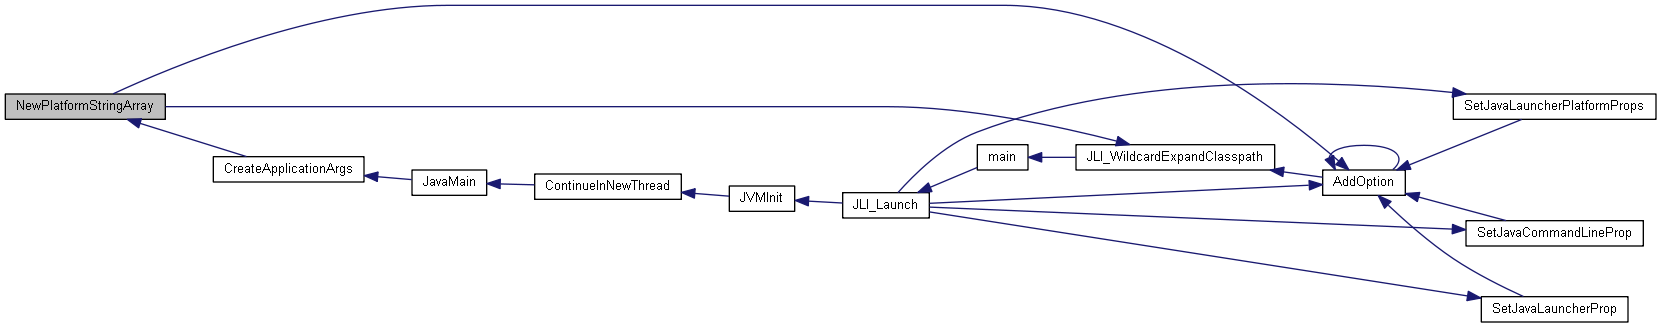 NewPlatformStringArray
CreateApplicationArgs
JavaMain
ContinueInNewThread
JVMInit
JLI_Launch
main
JLI_WildcardExpandClasspath
AddOption
SetJavaLauncherPlatformProps
SetJavaCommandLineProp
SetJavaLauncherProp